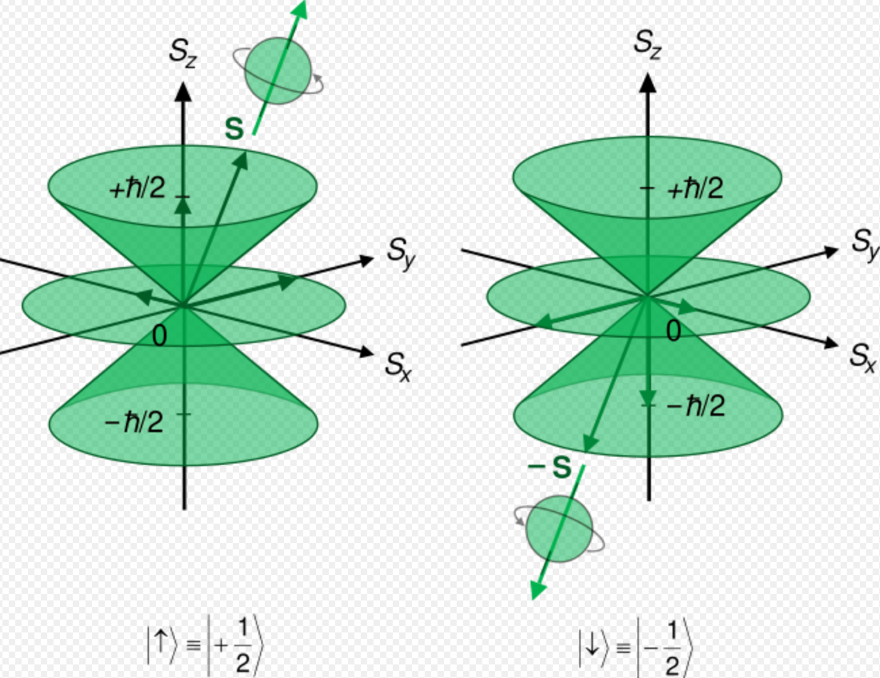 S_z
S
+ℏ/2
S_y
0
S_x
−ℏ/2
|↑⟩ ≡ |+1/2⟩
S_z
+ℏ/2
S_y
0
S_x
−ℏ/2
−S
|↓⟩ ≡ |−1/2⟩